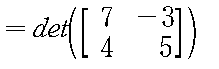 = det([ 7 −3
4 5 ])